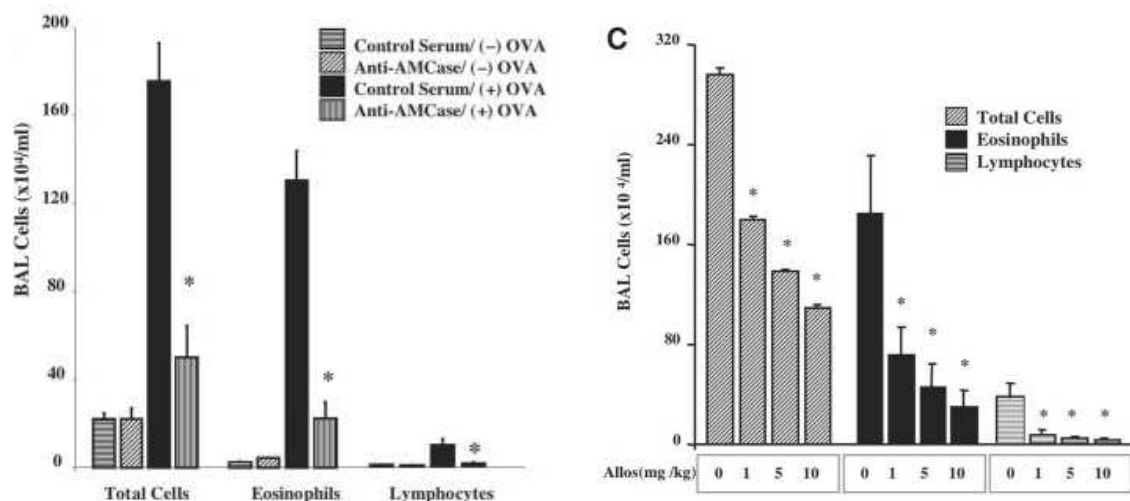 200
160
120
80
40
0
BAL Cells (x10⁴/ml)
Control Serum/ (−) OVA
Anti-AMCase/ (−) OVA
Control Serum/ (+) OVA
Anti-AMCase/ (+) OVA
*
*
*
Total Cells Eosinophils Lymphocytes
C
320
240
160
80
0
BAL Cells (x10 ⁴/ml)
Total Cells
Eosinophils
Lymphocytes
* * *
* * *
* * *
Allos(mg /kg) 0 1 5 10 0 1 5 10 0 1 5 10